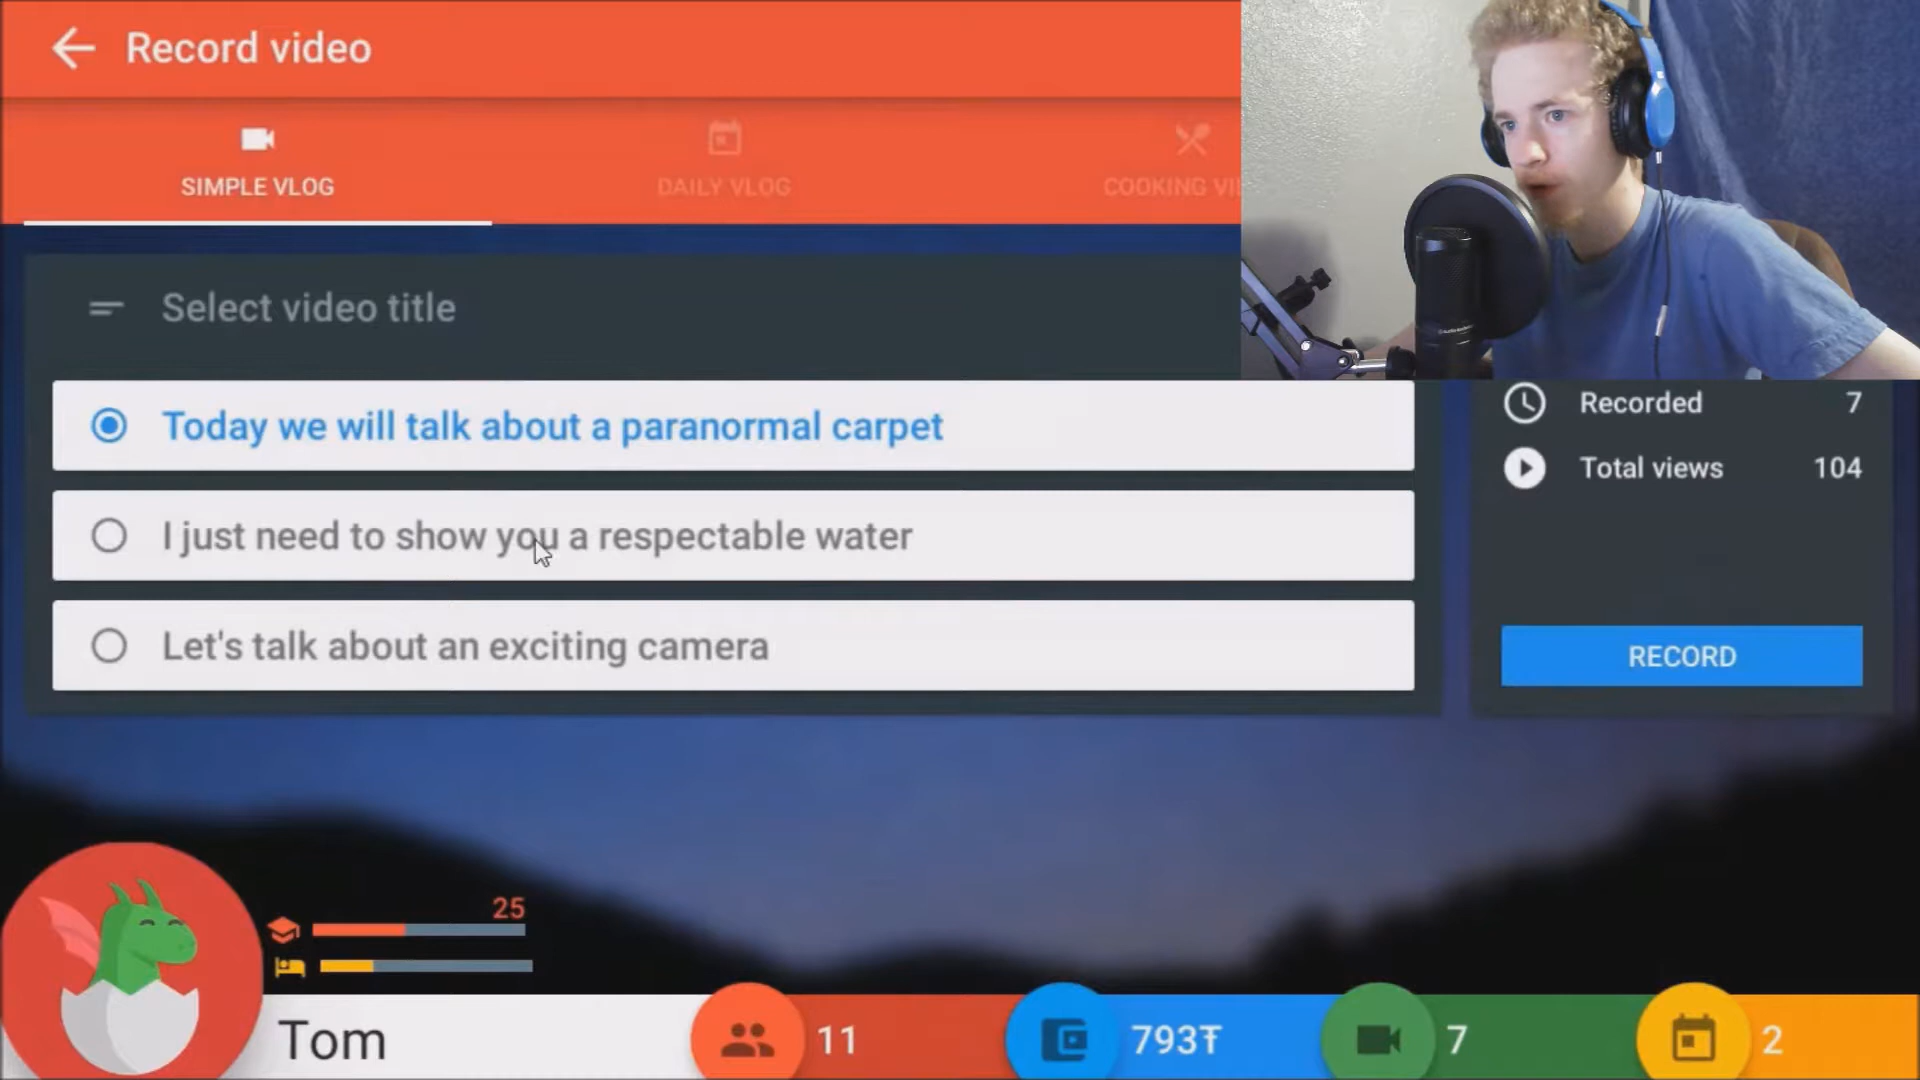 Record video
SIMPLE VLOG
DAILY VLOG
COOKING
Select video title
Today we will talk about a paranormal carpet
I just need to show you a respectable water
Let's talk about an exciting camera
Recorded 7
Total views 104
RECORD
25
Tom
11
793₸
7
2